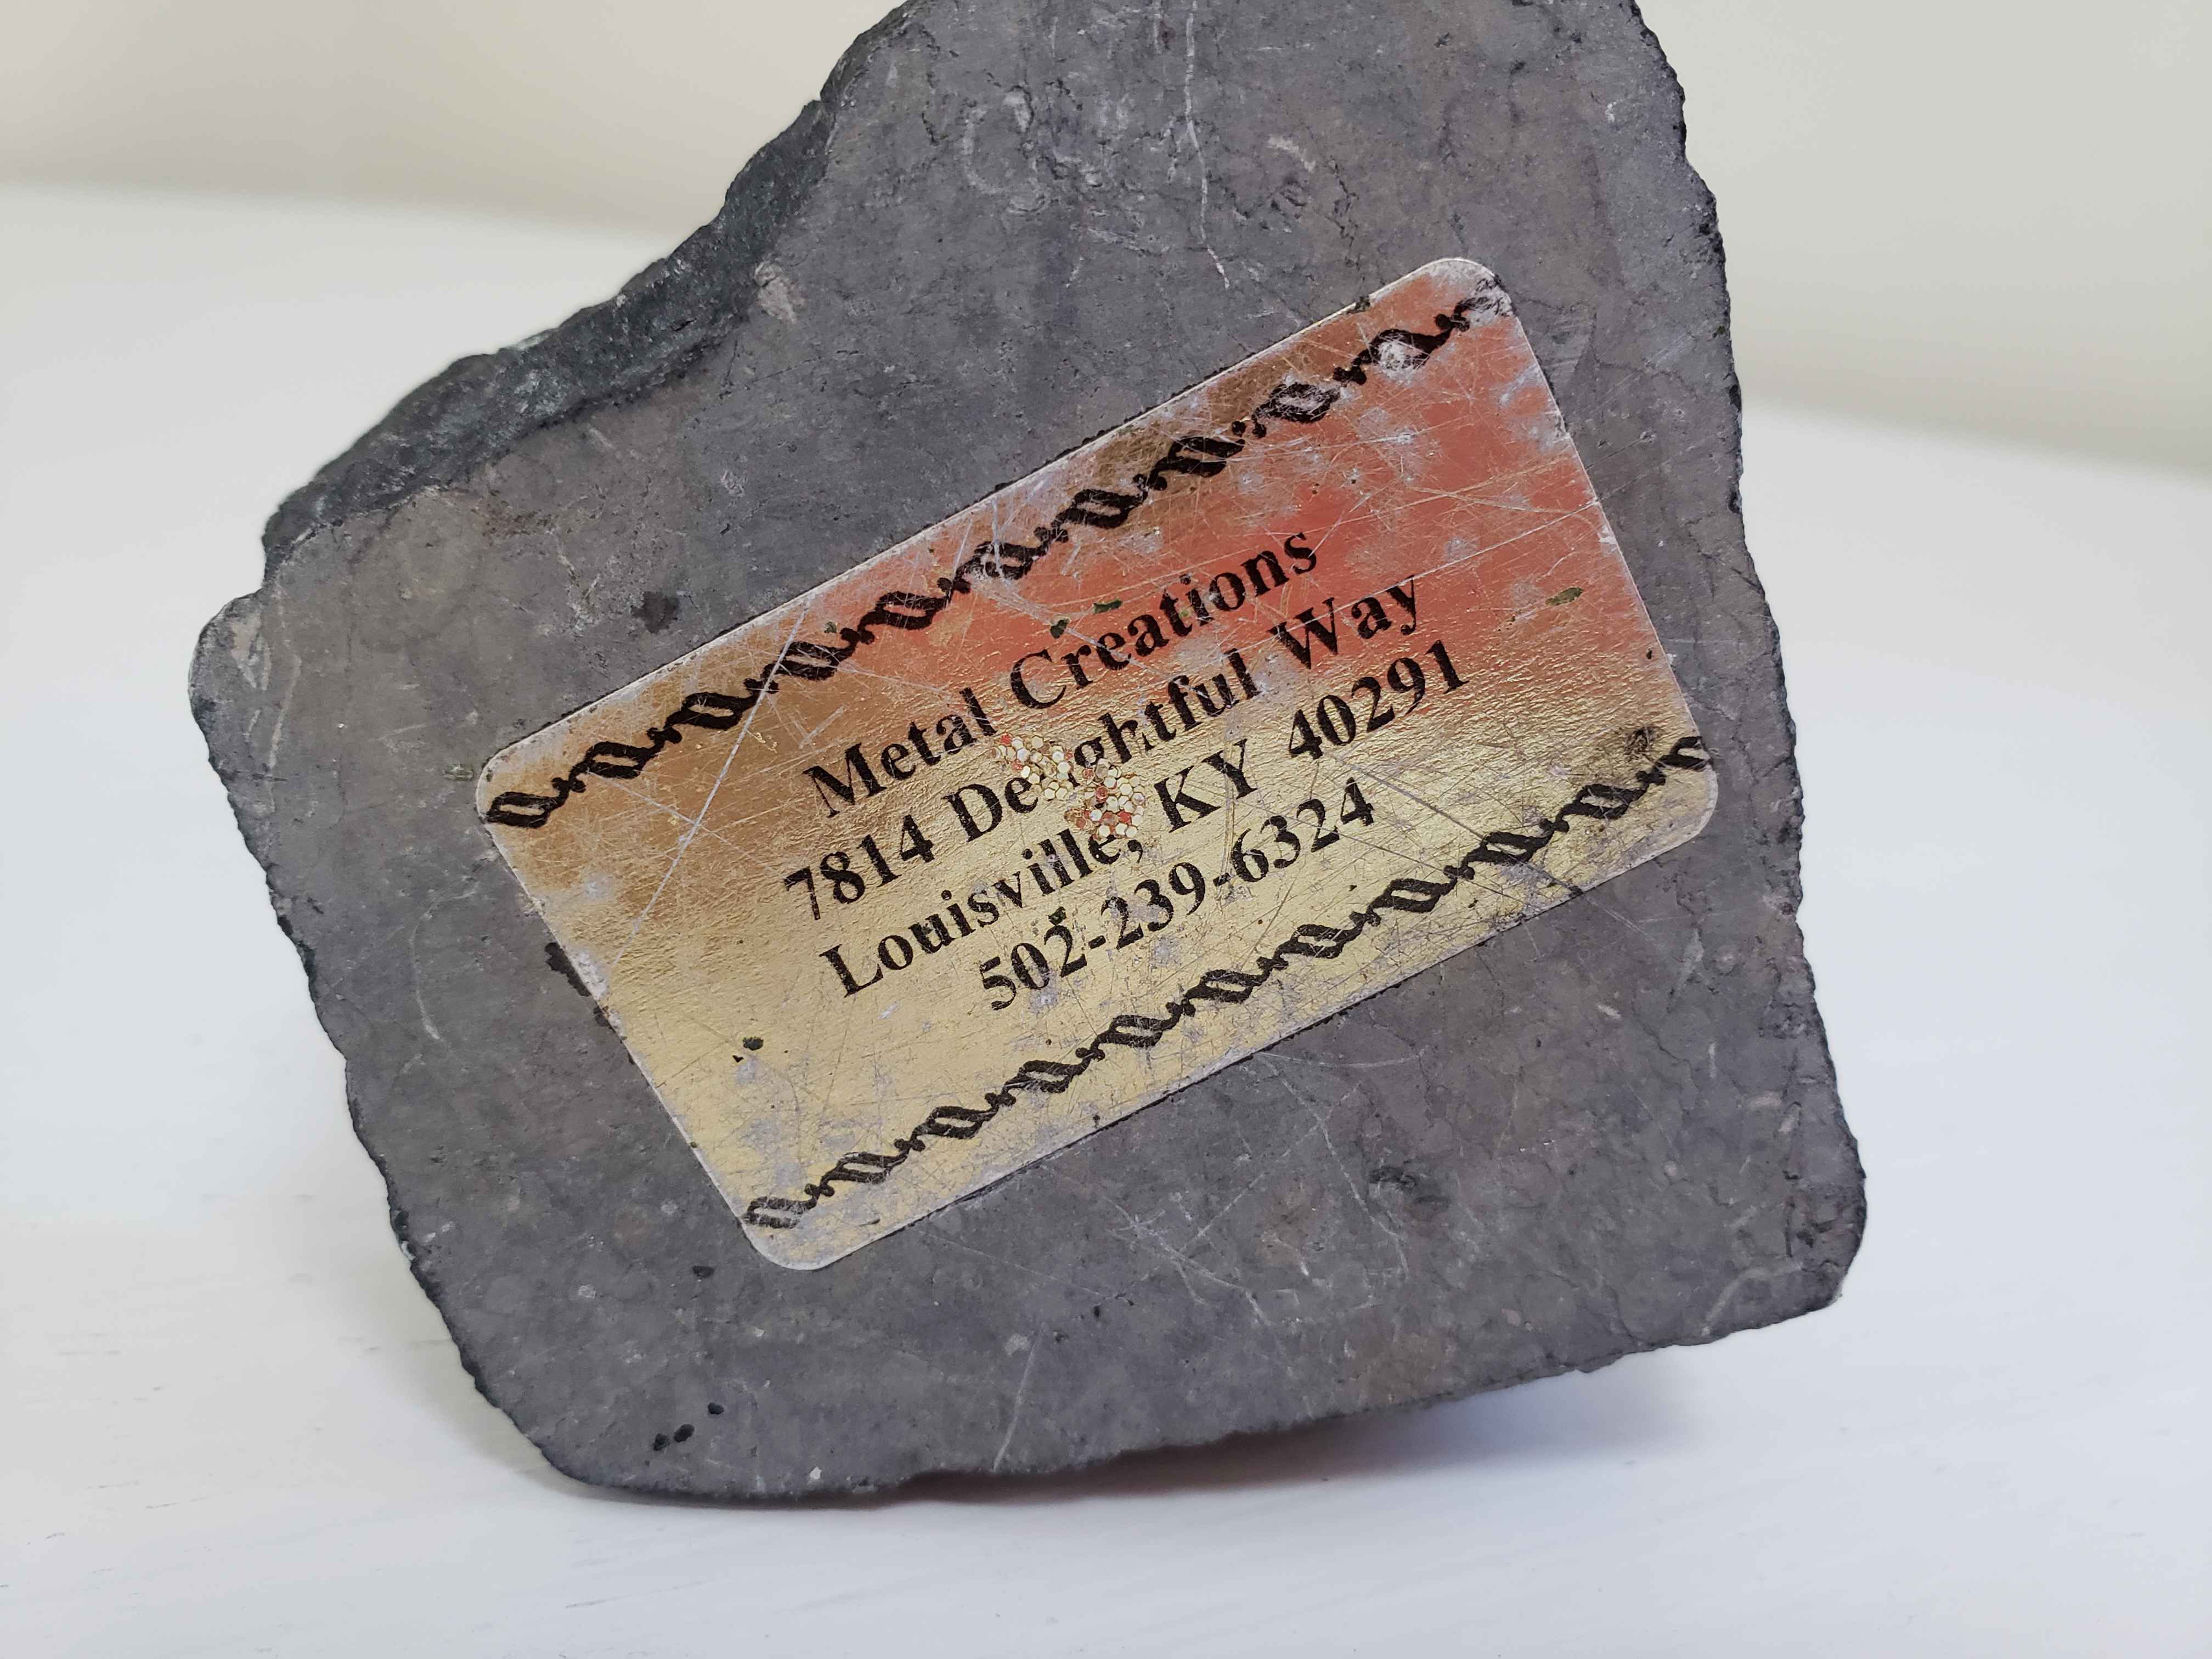 Metal Creations
7814 Delightful Way
Louisville, KY 40291
502-239-6324